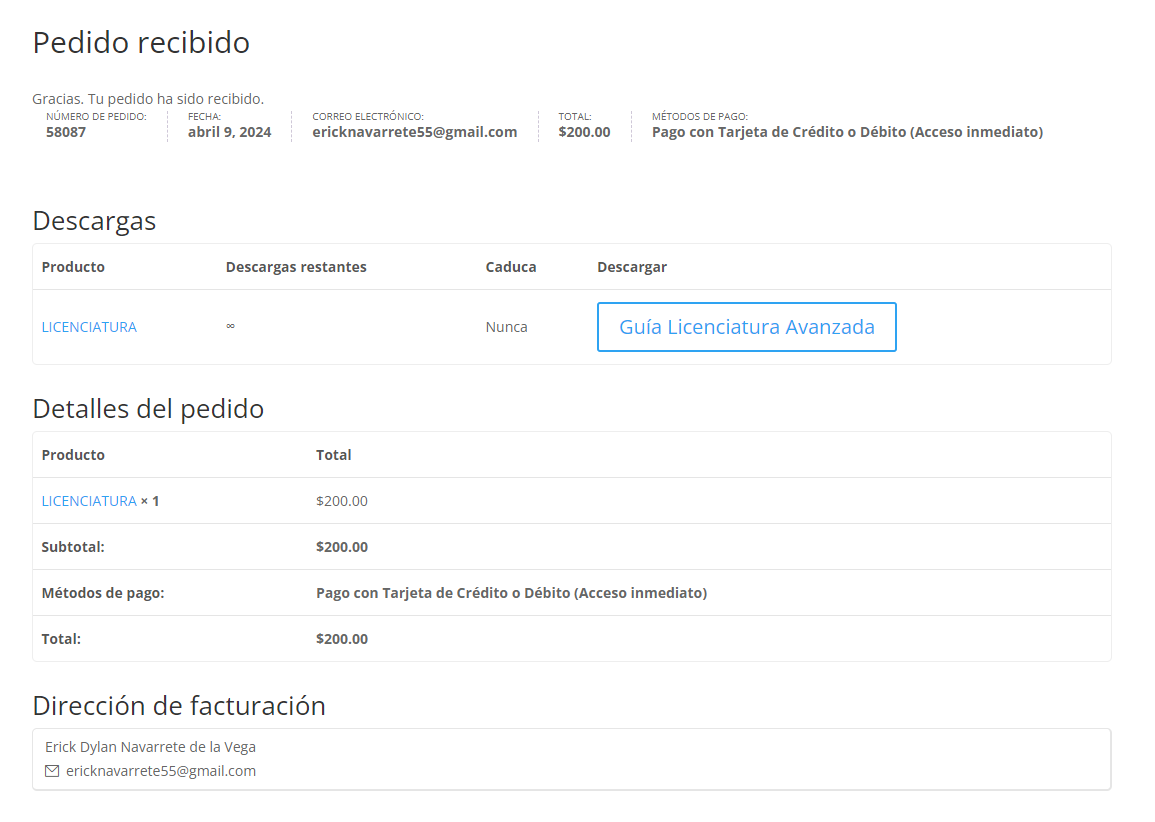 Pedido recibido
Gracias. Tu pedido ha sido recibido.
NÚMERO DE PEDIDO: FECHA: CORREO ELECTRÓNICO: TOTAL: MÉTODOS DE PAGO:
58087 abril 9, 2024 ericknavarrete55@gmail.com $200.00 Pago con Tarjeta de Crédito o Débito (Acceso inmediato)
Descargas
Producto Descargas restantes Caduca Descargar
LICENCIATURA ∞ Nunca Guía Licenciatura Avanzada
Detalles del pedido
Producto Total
LICENCIATURA × 1 $200.00
Subtotal: $200.00
Métodos de pago: Pago con Tarjeta de Crédito o Débito (Acceso inmediato)
Total: $200.00
Dirección de facturación
Erick Dylan Navarrete de la Vega
ericknavarrete55@gmail.com